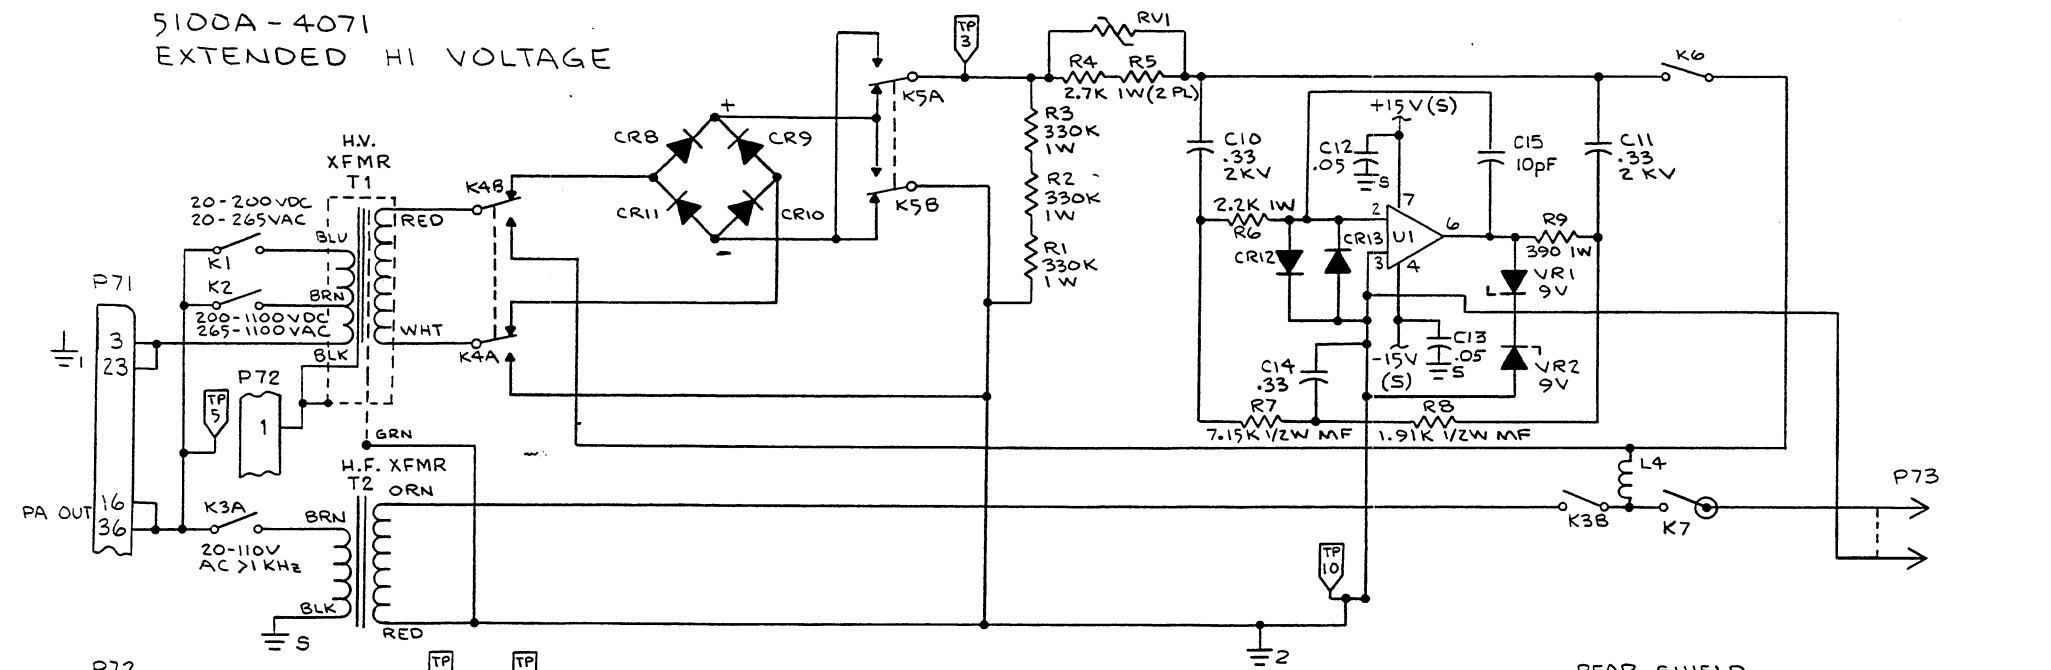 5100A-4071
EXTENDED HI VOLTAGE
H.V.
XFMR
T1
20-200VDC
20-265VAC
BLU
K1
K2
BRN
200-1100VDC
265-1100VAC
BLK
RED
WHT
P71
3
23
1
16
36
PA OUT
TP
5
P72
1
GRN
H.F. XFMR
T2
ORN
K3A
BRN
20-110V
AC >1KHz
BLK
S
RED
K4B
K4A
CR8
CR9
CR11
CR10
+
-
K5A
K5B
TP
3
RV1
R4
R5
2.7K 1W(2 PL)
R3
330K
1W
R2
330K
1W
R1
330K
1W
C10
.33
2KV
2.2K 1W
R6
CR12
CR13
+15V(S)
C12
.05
S
7
2
U1
6
3
4
C15
10pF
C11
.33
2KV
R9
390 1W
VR1
9V
C13
.05
S
-15V
(S)
VR2
9V
C14
.33
R7
7.15K 1/2W MF
R8
1.91K 1/2W MF
K6
L4
K3B
K7
P73
TP
10
2
P72
TP
TP
REAR SHIELD